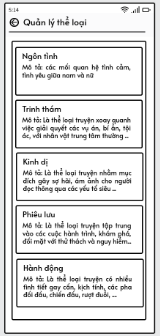 5:14
Quản lý thể loại
Ngôn tình
Mô tả: các mối quan hệ tình cảm,
tình yêu giữa nam và nữ
Trinh thám
Mô tả: là thể loại truyện xoay quanh
việc giải quyết các vụ án, bí ẩn, tội
ác, với nhân vật trung tâm thường ...
Kinh dị
Mô tả: Là thể loại truyện nhằm mục
đích gây sợ hãi, ám ảnh cho người
đọc thông qua các yếu tố siêu ...
Phiêu lưu
Mô tả: Là thể loại truyện tập trung
vào các cuộc hành trình, khám phá,
đối mặt với thử thách và nguy hiểm...
Hành động
Mô tả: Là thể loại truyện có nhiều
tình tiết gay cấn, kịch tính, các pha
đối đầu, chiến đấu, rượt đuổi, ...